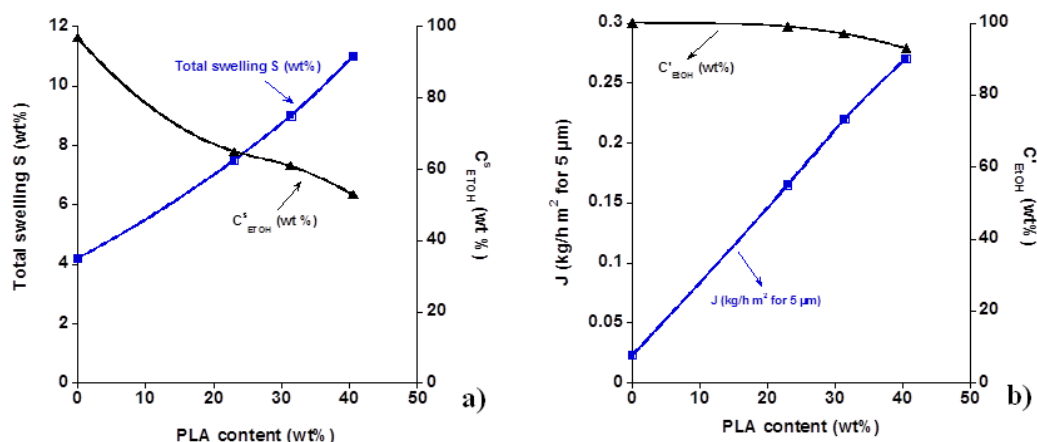 12
10
8
6
4
2
0
Total swelling S (wt%)
100
80
60
40
20
0
C^s_ETOH (wt %)
Total swelling S (wt%)
C^s_ETOH (wt %)
0 10 20 30 40 50
PLA content (wt%)
a)
0.3
0.25
0.2
0.15
0.1
0.05
0
J (kg/h m² for 5 µm)
100
80
60
40
20
0
C'_EtOH (wt%)
C'_EtOH (wt%)
J (kg/h m² for 5 µm)
0 10 20 30 40 50
PLA content (wt%)
b)